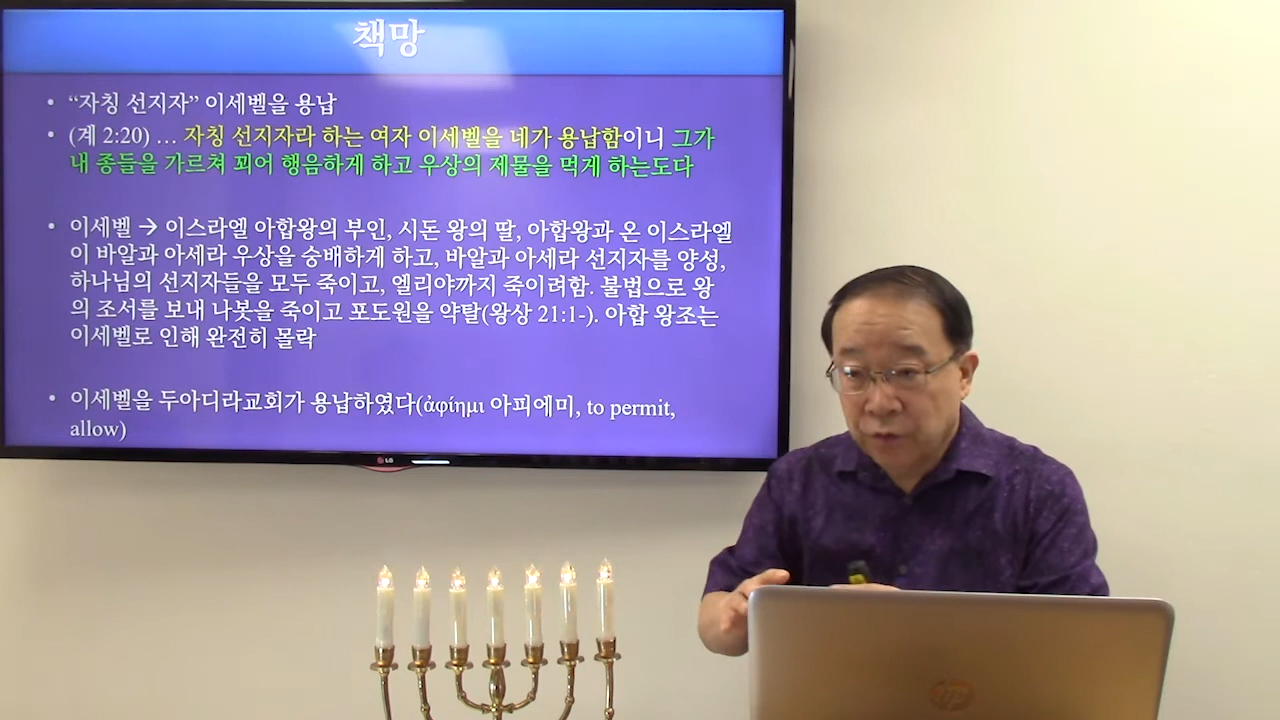 책망
• “자칭 선지자” 이세벨을 용납
• (계 2:20) … 자칭 선지자라 하는 여자 이세벨을 네가 용납함이니 그가
내 종들을 가르쳐 꾀어 행음하게 하고 우상의 제물을 먹게 하는도다
• 이세벨 → 이스라엘 아합왕의 부인, 시돈 왕의 딸, 아합왕과 온 이스라엘
이 바알과 아세라 우상을 숭배하게 하고, 바알과 아세라 선지자를 양성,
하나님의 선지자들을 모두 죽이고, 엘리야까지 죽이려함. 불법으로 왕
의 조서를 보내 나봇을 죽이고 포도원을 약탈(왕상 21:1-). 아합 왕조는
이세벨로 인해 완전히 몰락
• 이세벨을 두아디라교회가 용납하였다(ἀφίημι 아피에미, to permit,
allow)
LG
hp